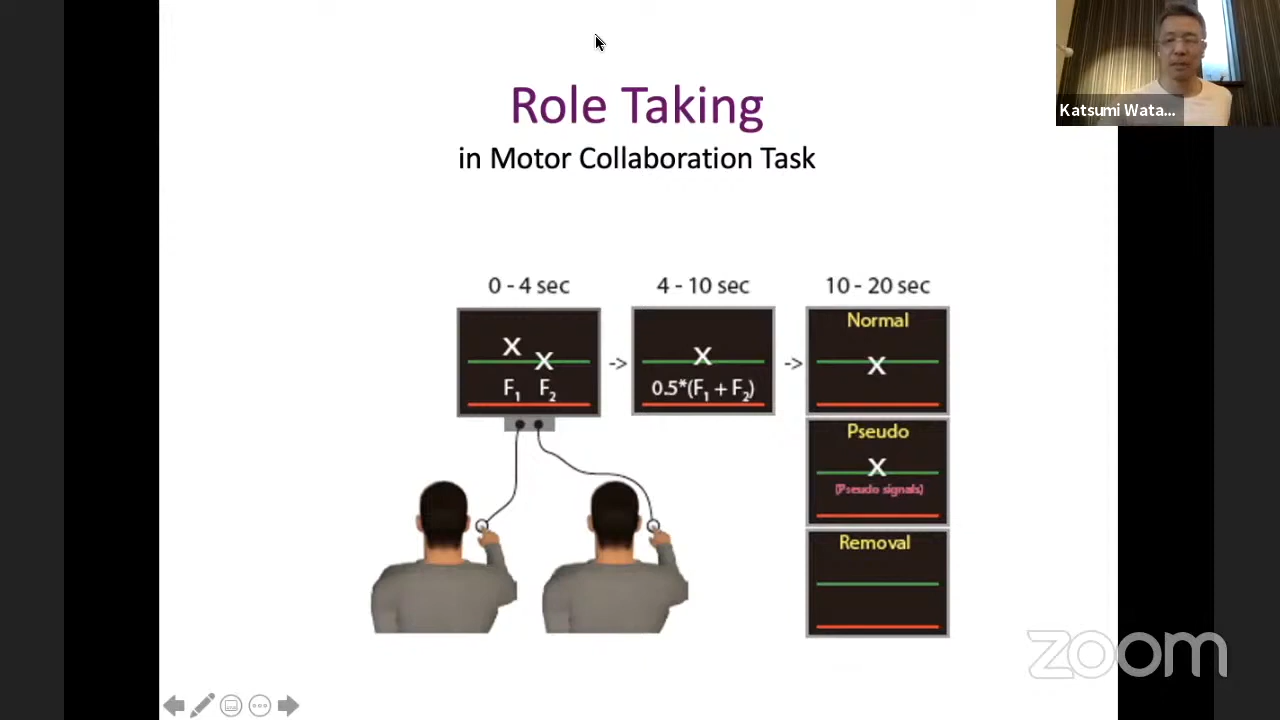 Katsumi Wata...
Role Taking
in Motor Collaboration Task
0 - 4 sec
4 - 10 sec
10 - 20 sec
X X
F1 F2
->
X
0.5*(F1 + F2)
->
Normal
X
Pseudo
X
(Pseudo signals)
Removal
zoom